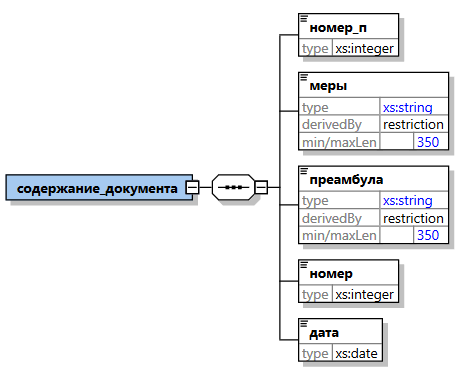 номер_п
type xs:integer
меры
type xs:string
derivedBy restriction
min/maxLen 350
содержание_документа
преамбула
type xs:string
derivedBy restriction
min/maxLen 350
номер
type xs:integer
дата
type xs:date